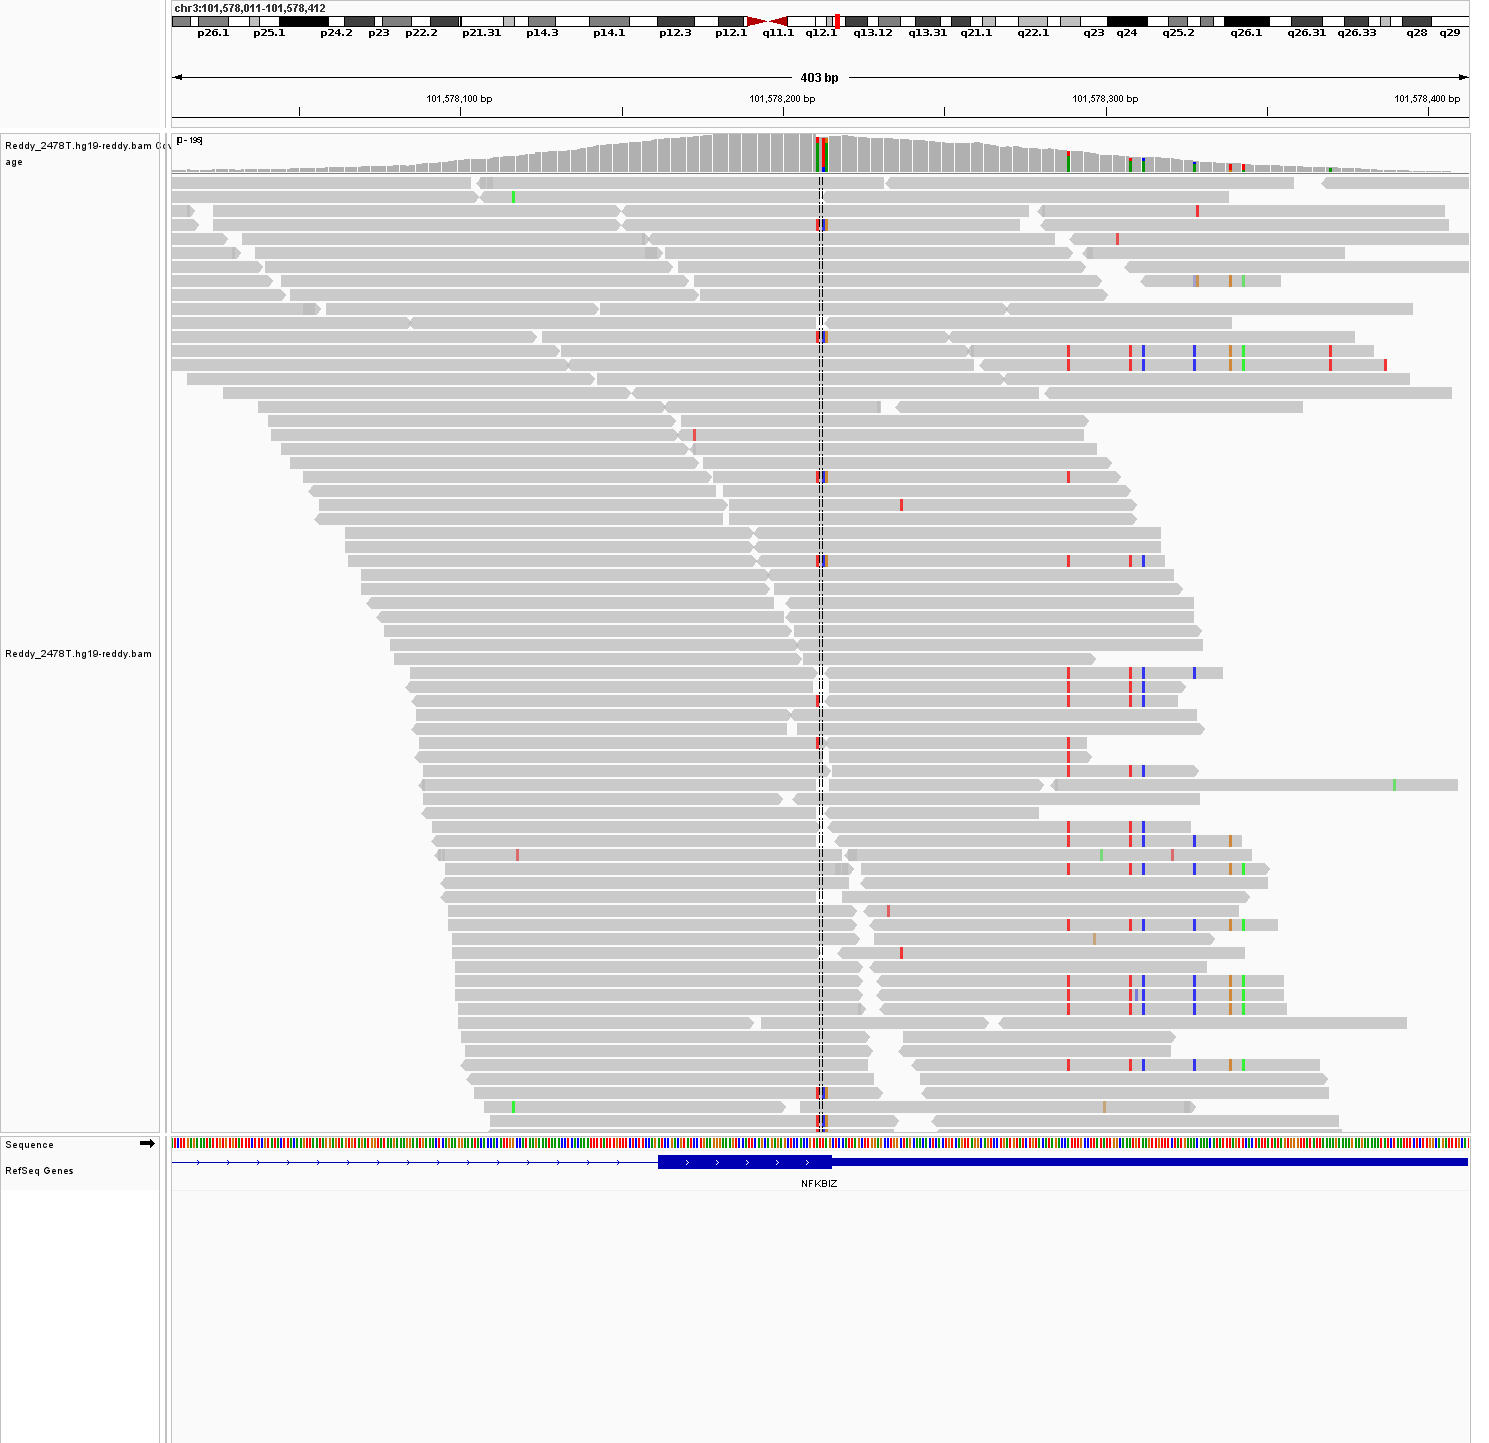 chr3:101,578,011-101,578,412
p26.1 p25.1 p24.2 p23 p22.2 p21.31 p14.3 p14.1 p12.3 p12.1 q11.1 q12.1 q13.12 q13.31 q21.1 q22.1 q23 q24 q25.2 q26.1 q26.31 q26.33 q28 q29
403 bp
101,578,100 bp 101,578,200 bp 101,578,300 bp 101,578,400 bp
Reddy_2478T.hg19-reddy.bam Cov
age
[0 - 195]
Reddy_2478T.hg19-reddy.bam
Sequence
RefSeq Genes
NFKBIZ